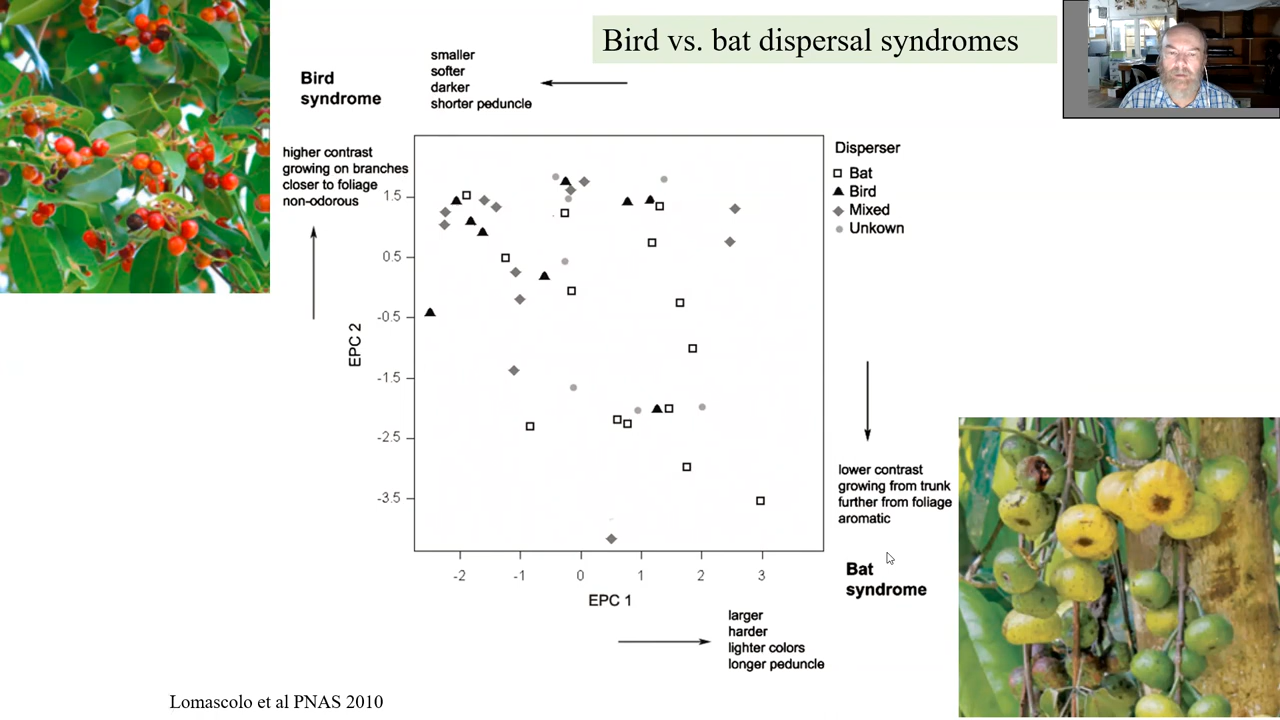 Bird vs. bat dispersal syndromes
Bird
syndrome
smaller
softer
darker
shorter peduncle
higher contrast
growing on branches
closer to foliage
non-odorous
Disperser
Bat
Bird
Mixed
Unkown
1.5
0.5
-0.5
-1.5
-2.5
-3.5
EPC 2
-2 -1 0 1 2 3
EPC 1
lower contrast
growing from trunk
further from foliage
aromatic
Bat
syndrome
larger
harder
lighter colors
longer peduncle
Lomascolo et al PNAS 2010